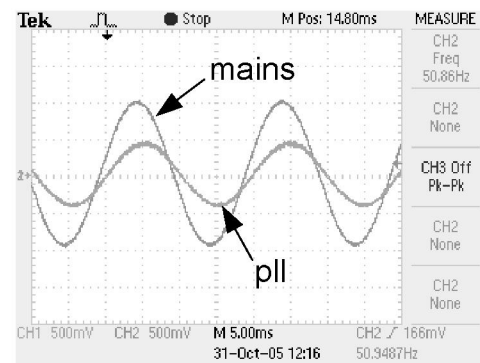 Tek Stop M Pos: 14.80ms MEASURE
CH2
Freq
50.86Hz
mains
CH2
None
CH3 Off
Pk-Pk
2
CH2
None
pll
CH2
None
CH1 500mV CH2 500mV M 5.00ms CH2 166mV
31-Oct-05 12:16 50.9487Hz